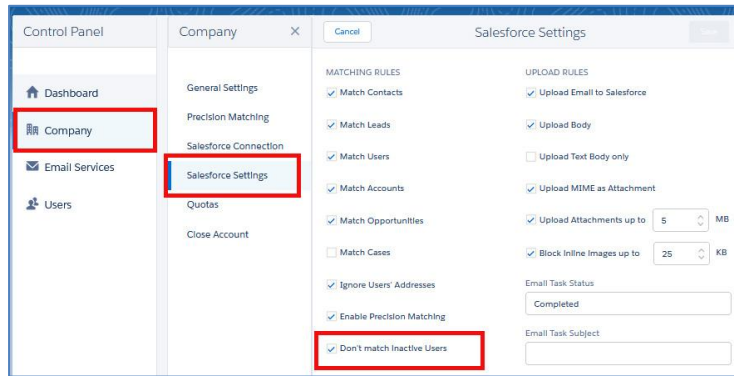 Control Panel
Dashboard
Company
Email Services
Users
Company ×
General Settings
Precision Matching
Salesforce Connection
Salesforce Settings
Quotas
Close Account
Cancel
Salesforce Settings
MATCHING RULES
Match Contacts
Match Leads
Match Users
Match Accounts
Match Opportunities
Match Cases
Ignore Users' Addresses
Enable Precision Matching
Don't match Inactive Users
UPLOAD RULES
Upload Email to Salesforce
Upload Body
Upload Text Body only
Upload MIME as Attachment
Upload Attachments up to 5 MB
Block Inline Images up to 25 KB
Email Task Status
Completed
Email Task Subject